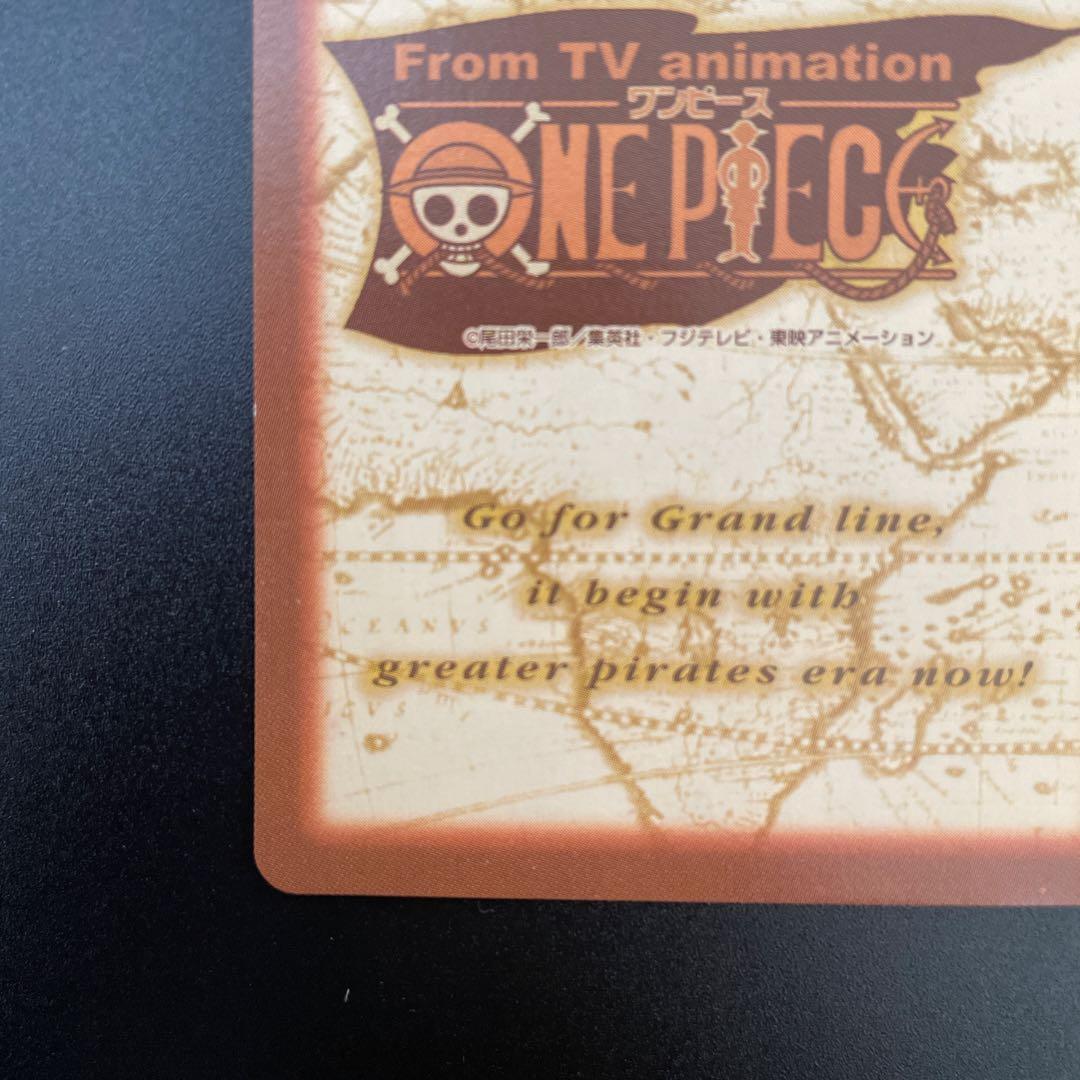 From TV animation
ワンピース
ONE PIECE
©尾田栄一郎／集英社・フジテレビ・東映アニメーション
Go for Grand line,
it begin with
greater pirates era now!